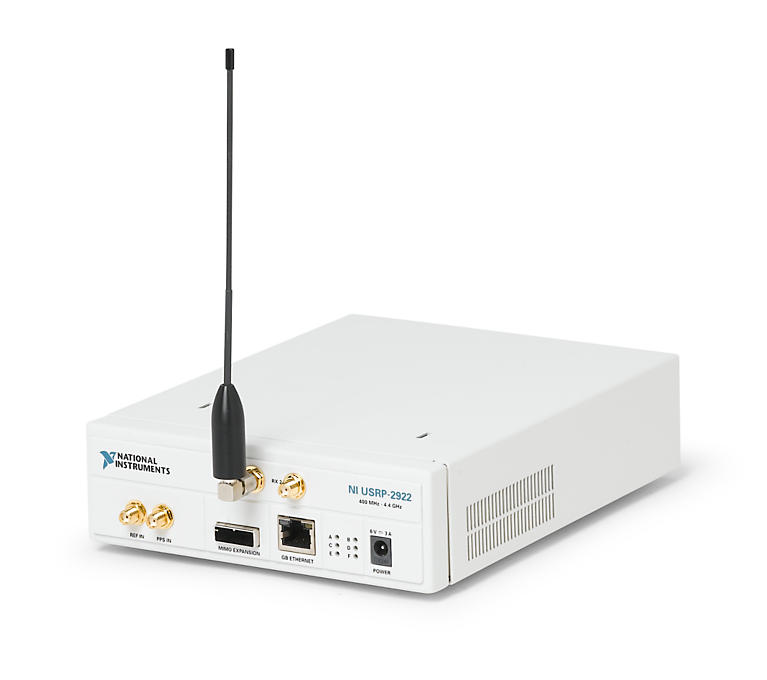 NATIONAL
INSTRUMENTS
RX 2
NI USRP-2922
400 MHz - 4.4 GHz
REF IN
PPS IN
MIMO EXPANSION
GB ETHERNET
A B
C D
E F
6 V ⎓ 3 A
POWER